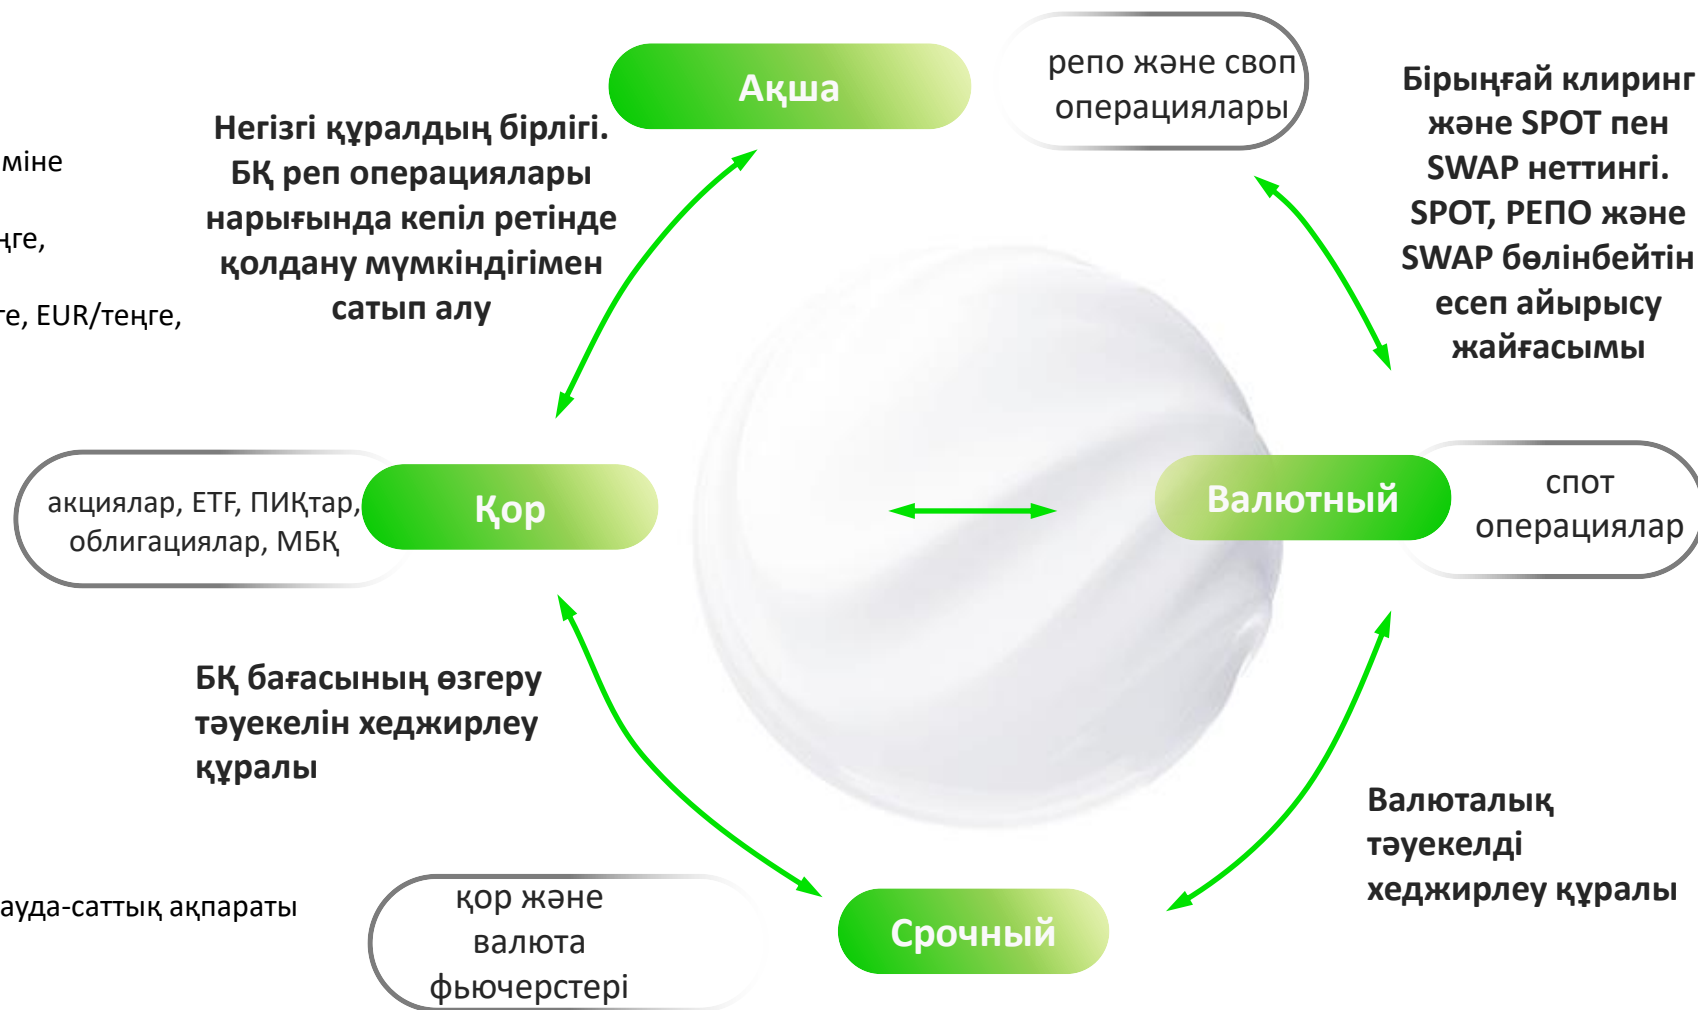 Ақша
репо және своп
операциялары
Бірыңғай клиринг
және SPOT пен
SWAP неттингі.
SPOT, РЕПО және
SWAP бөлінбейтін
есеп айырысу
жайғасымы
Негізгі құралдың бірлігі.
БҚ реп операциялары
нарығында кепіл ретінде
қолдану мүмкіндігімен
сатып алу
міне
ңге,
ге, EUR/теңге,
акциялар, ETF, ПИҚтар,
облигациялар, МБҚ
Қор
Валютный
спот
операциялар
БҚ бағасының өзгеру
тәуекелін хеджирлеу
құралы
Валюталық
тәуекелді
хеджирлеу құралы
ауда-саттық ақпараты
қор және
валюта
фьючерстері
Срочный